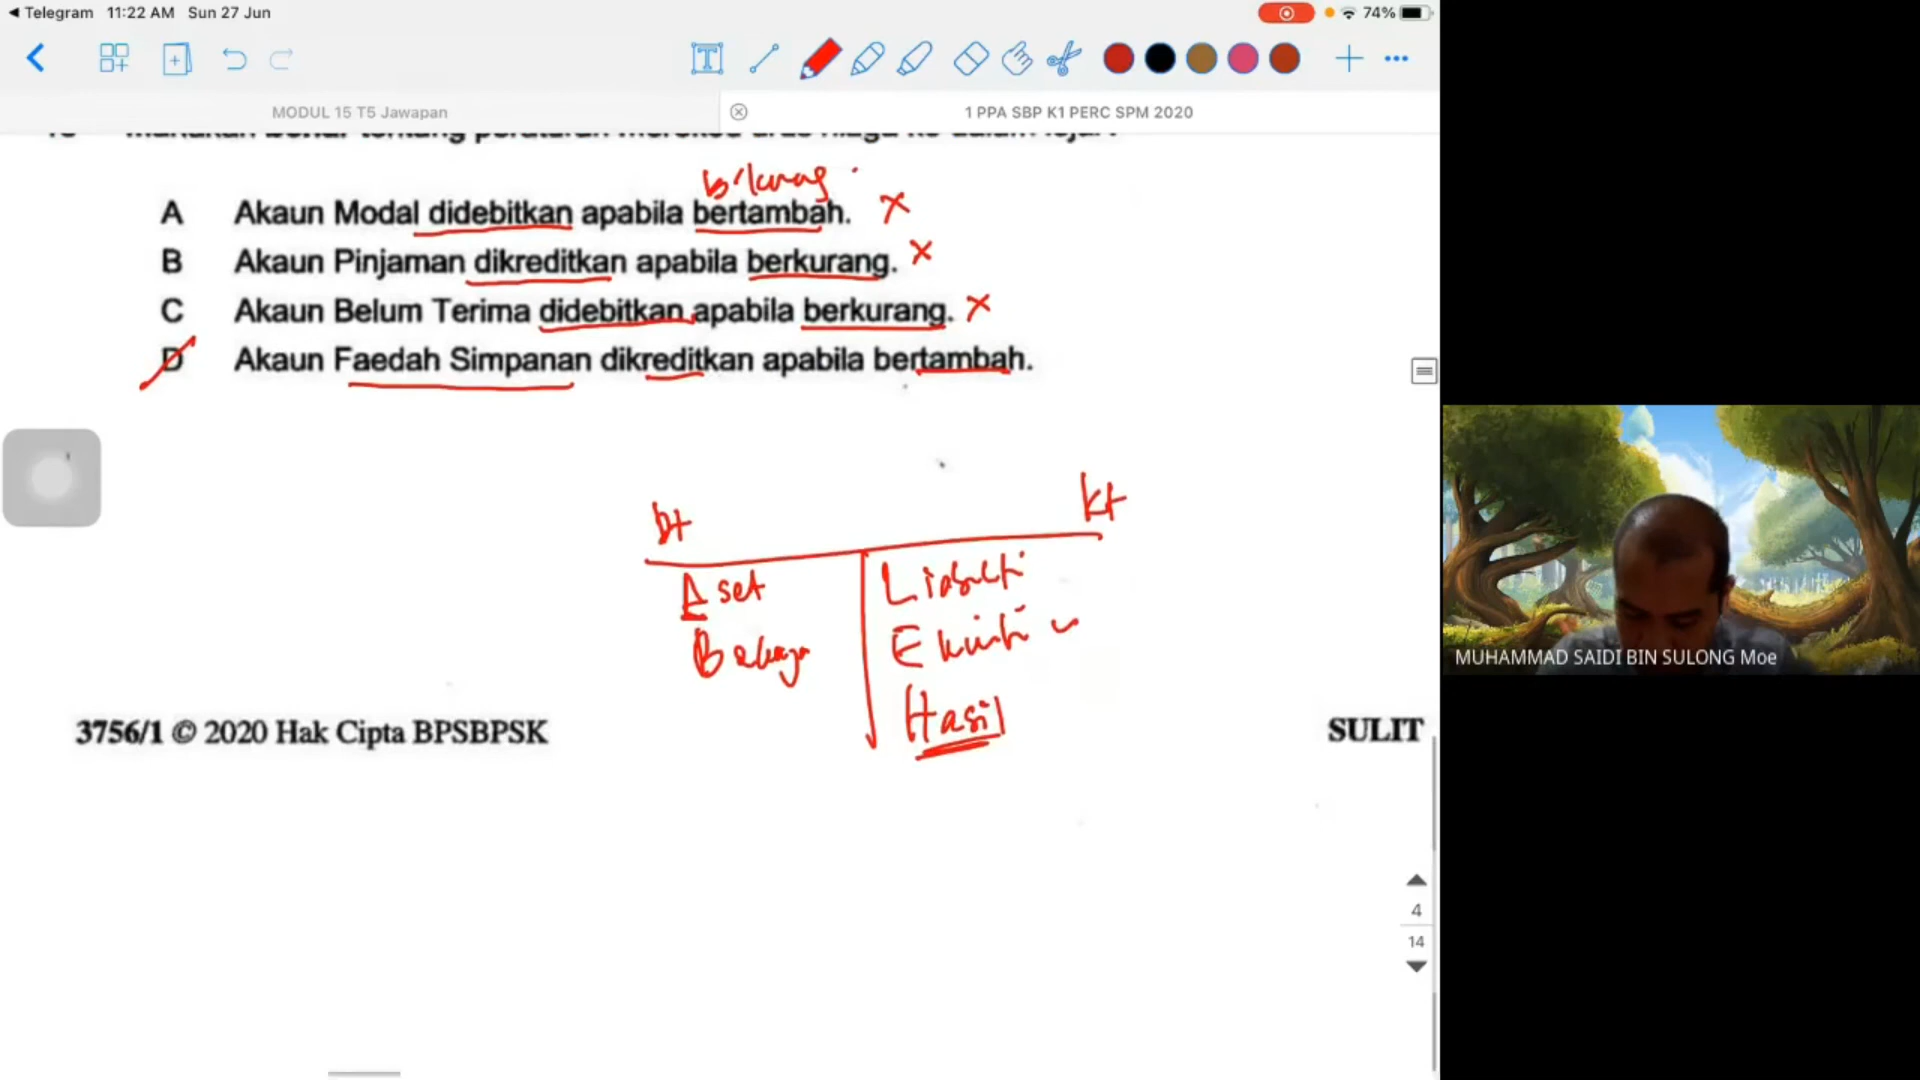 Telegram 11:22 AM Sun 27 Jun 74%
MODUL 15 T5 Jawapan
1 PPA SBP K1 PERC SPM 2020
b'kurang
A Akaun Modal didebitkan apabila bertambah. X
B Akaun Pinjaman dikreditkan apabila berkurang. X
C Akaun Belum Terima didebitkan apabila berkurang. X
D Akaun Faedah Simpanan dikreditkan apabila bertambah.
Dt Kt
Aset Liabiliti
Belanja Ekuiti
Hasil
3756/1 © 2020 Hak Cipta BPSBPSK SULIT
4
14
MUHAMMAD SAIDI BIN SULONG Moe